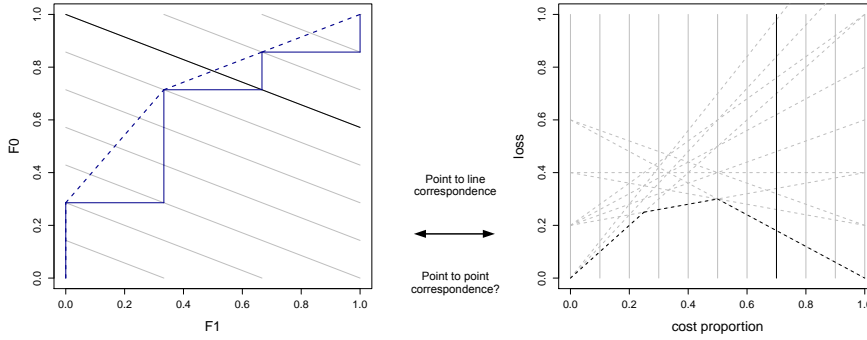 1.0
0.8
0.6
0.4
0.2
0.0
F0
0.0 0.2 0.4 0.6 0.8 1.0
F1
Point to line
correspondence
Point to point
correspondence?
1.0
0.8
0.6
0.4
0.2
0.0
loss
0.0 0.2 0.4 0.6 0.8 1.0
cost proportion